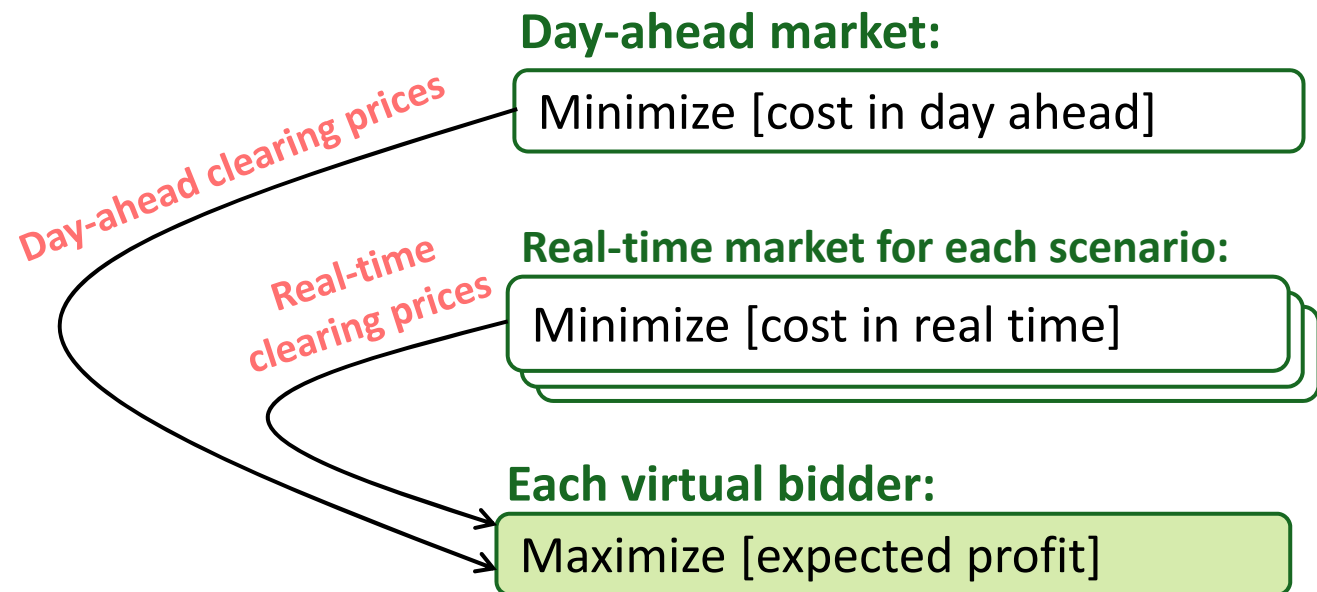 Day-ahead market:
Minimize [cost in day ahead]
Day-ahead clearing prices
Real-time market for each scenario:
Real-time
clearing prices
Minimize [cost in real time]
Each virtual bidder:
Maximize [expected profit]